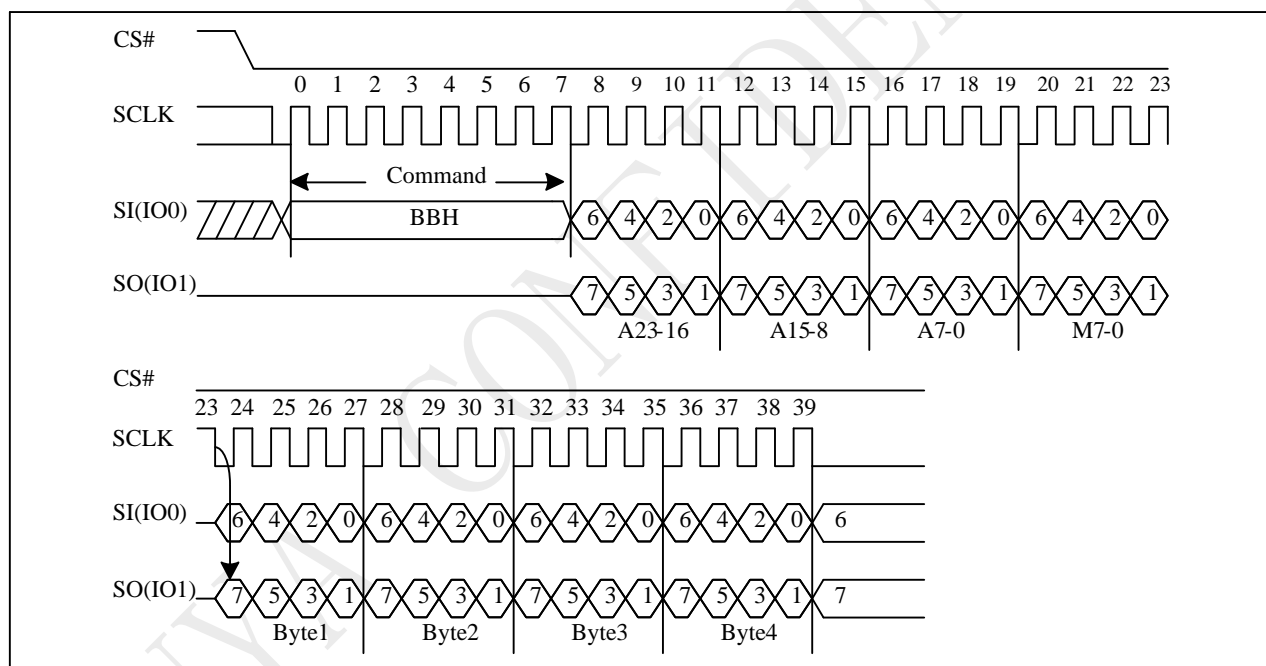 CS#
0 1 2 3 4 5 6 7 8 9 10 11 12 13 14 15 16 17 18 19 20 21 22 23
SCLK
Command
SI(IO0) BBH 6 4 2 0 6 4 2 0 6 4 2 0 6 4 2 0
SO(IO1) 7 5 3 1 7 5 3 1 7 5 3 1 7 5 3 1
A23-16 A15-8 A7-0 M7-0
CS#
23 24 25 26 27 28 29 30 31 32 33 34 35 36 37 38 39
SCLK
SI(IO0) 6 4 2 0 6 4 2 0 6 4 2 0 6 4 2 0 6
SO(IO1) 7 5 3 1 7 5 3 1 7 5 3 1 7 5 3 1 7
Byte1 Byte2 Byte3 Byte4